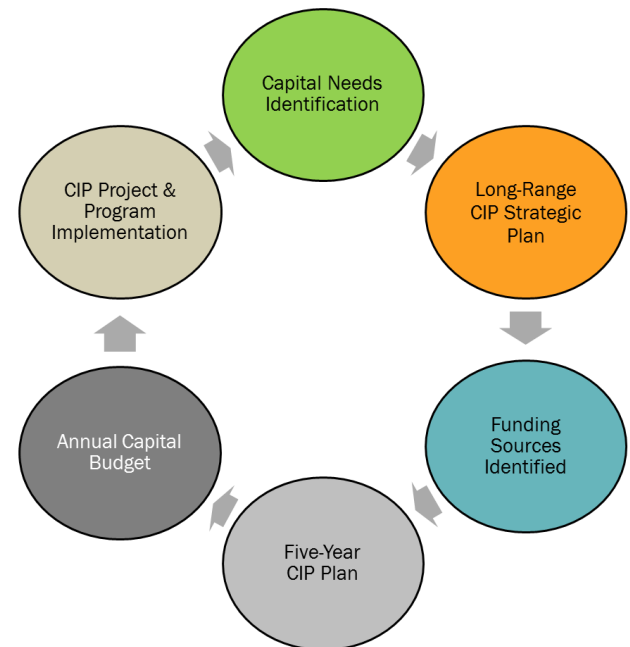 Capital Needs
Identification
Long-Range
CIP Strategic
Plan
Funding
Sources
Identified
Five-Year
CIP Plan
Annual Capital
Budget
CIP Project &
Program
Implementation